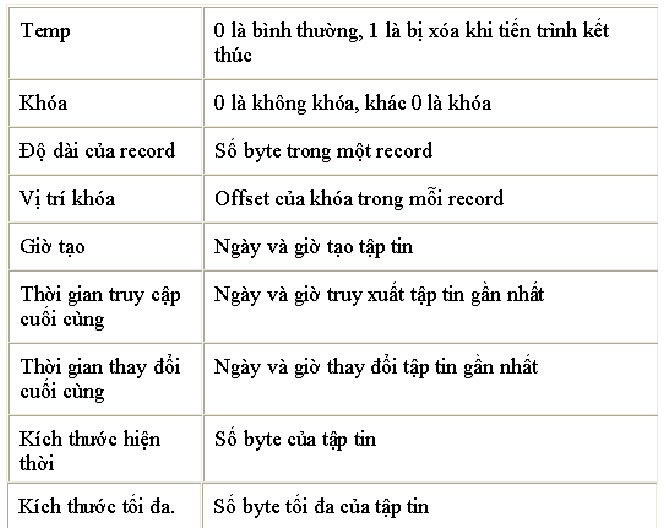 Temp
0 là bình thường, 1 là bị xóa khi tiến trình kết
thúc
Khóa
0 là không khóa, khác 0 là khóa
Độ dài của record
Số byte trong một record
Vị trí khóa
Offset của khóa trong mỗi record
Giờ tạo
Ngày và giờ tạo tập tin
Thời gian truy cập
cuối cùng
Ngày và giờ truy xuất tập tin gần nhất
Thời gian thay đổi
cuối cùng
Ngày và giờ thay đổi tập tin gần nhất
Kích thước hiện
thời
Số byte của tập tin
Kích thước tối đa.
Số byte tối đa của tập tin